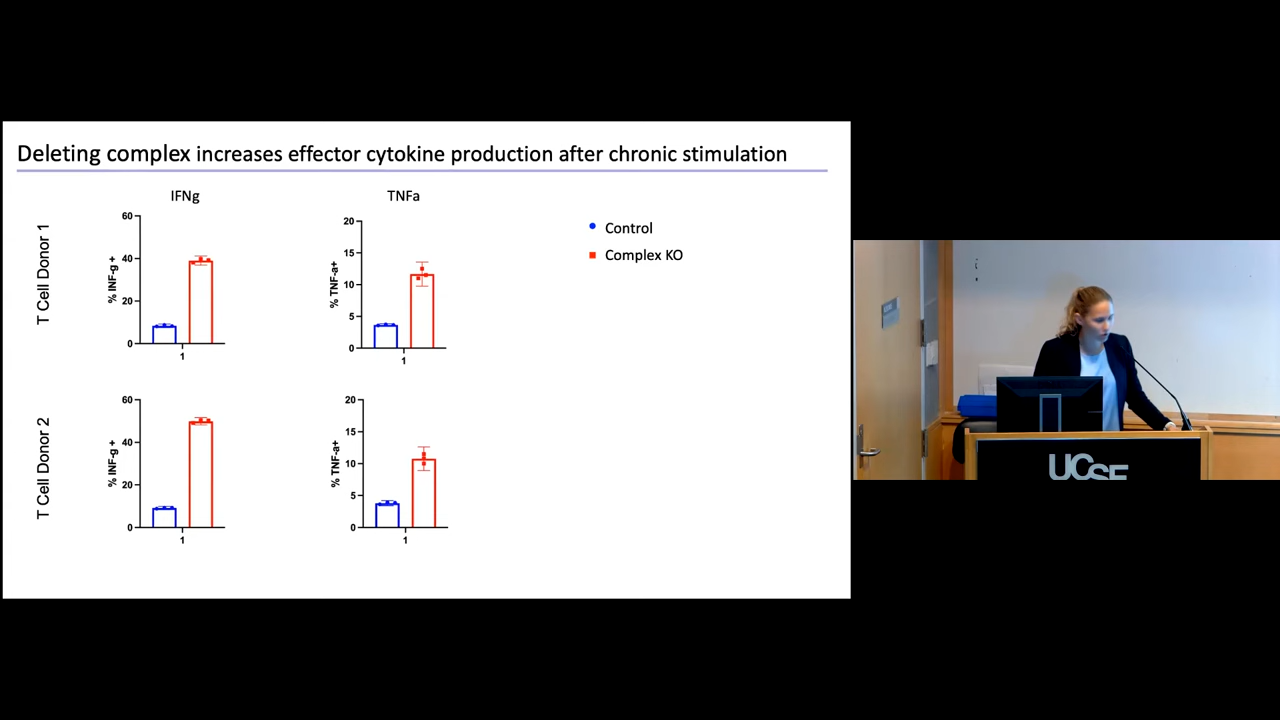 Deleting complex increases effector cytokine production after chronic stimulation
IFNg
TNFa
Control
Complex KO
T Cell Donor 1
% INF-g +
60
40
20
0
1
% TNF-a+
20
15
10
5
0
1
T Cell Donor 2
% INF-g +
60
40
20
0
1
% TNF-a+
20
15
10
5
0
1
UCSF